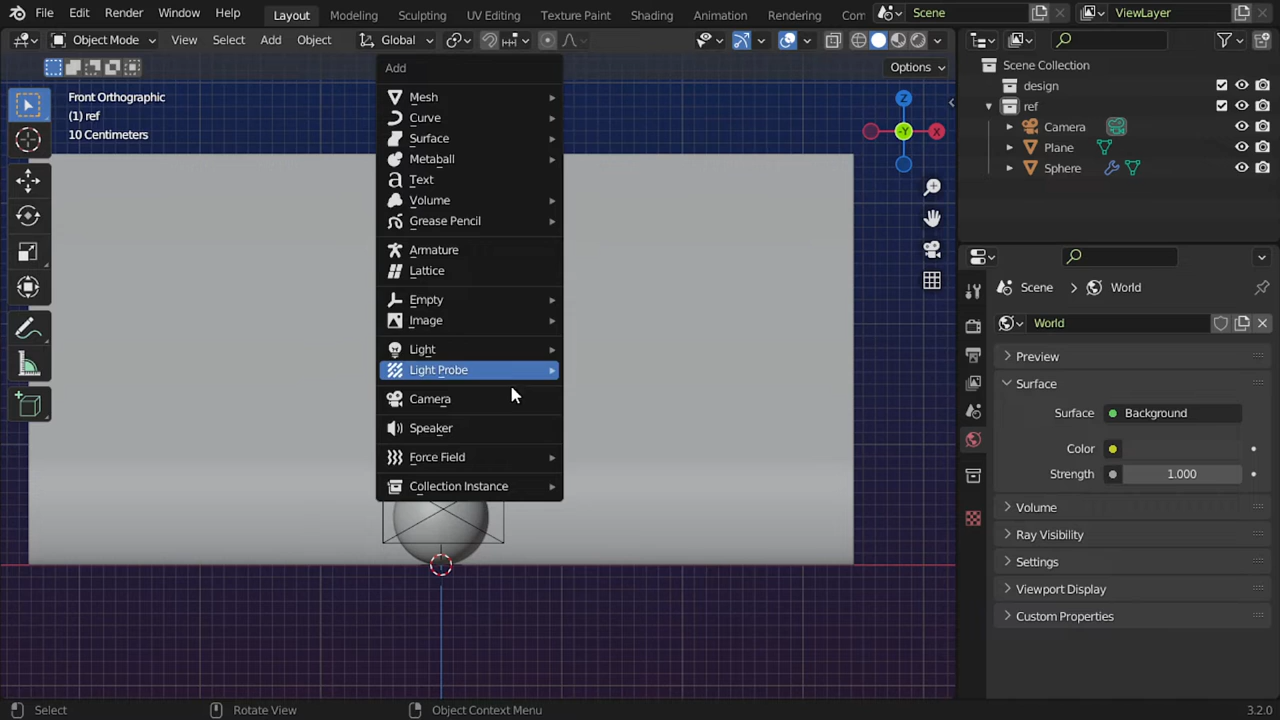 File Edit Render Window Help Layout Modeling Sculpting UV Editing Texture Paint Shading Animation Rendering Com Scene ViewLayer
Object Mode View Select Add Object Global
Options
Front Orthographic
(1) ref
10 Centimeters
Add
Mesh
Curve
Surface
Metaball
Text
Volume
Grease Pencil
Armature
Lattice
Empty
Image
Light
Light Probe
Camera
Speaker
Force Field
Collection Instance
Z
-Y
X
Scene Collection
design
ref
Camera
Plane
Sphere
Scene > World
World
Preview
Surface
Surface Background
Color
Strength 1.000
Volume
Ray Visibility
Settings
Viewport Display
Custom Properties
Select Rotate View Object Context Menu 3.2.0